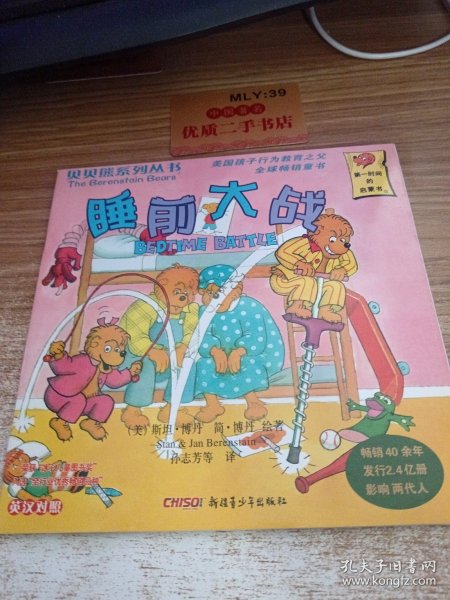 MLY:39
中国著名
优质二手书店
贝贝熊系列丛书
The Berenstain Bears
美国孩子行为教育之父
全球畅销童书
第一时间
的
启蒙书
睡前大战
BEDTIME BATTLE
(美)斯坦·博丹 简·博丹 绘著
Stan & Jan Berenstain
孙志芳等 译
畅销40余年
发行2.4亿册
影响两代人
英汉对照
CHISO! 新疆青少年出版社
孔夫子旧书网
www.kongfz.com